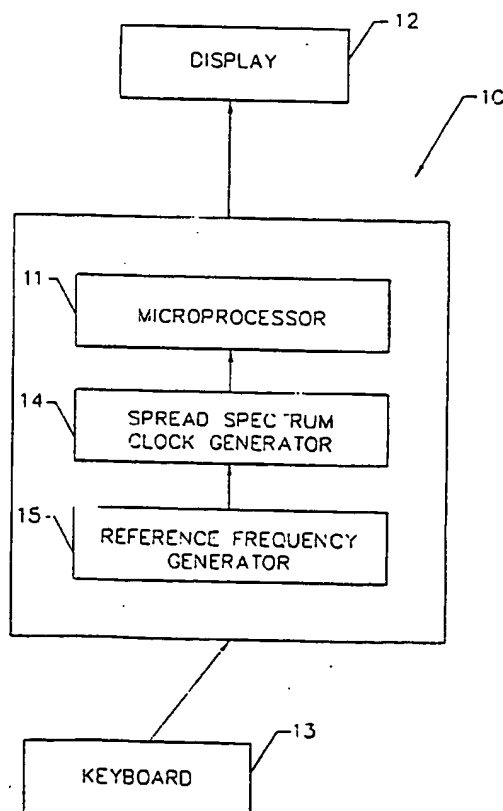 12
DISPLAY
10
11
MICROPROCESSOR
14
SPREAD SPECTRUM
CLOCK GENERATOR
15
REFERENCE FREQUENCY
GENERATOR
13
KEYBOARD